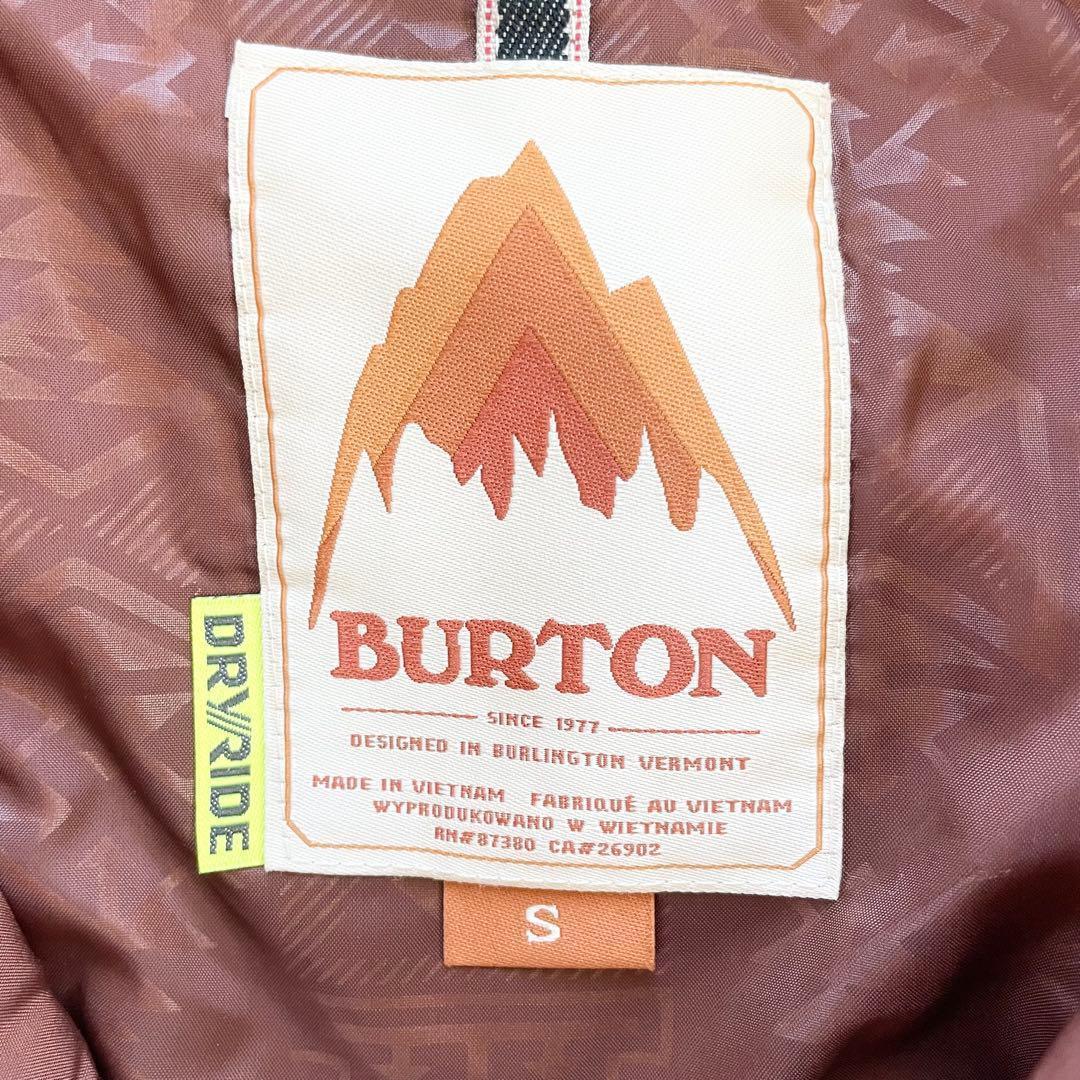 BURTON
SINCE 1977
DESIGNED IN BURLINGTON VERMONT
MADE IN VIETNAM FABRIQUÉ AU VIETNAM
WYPRODUKOWANO W WIETNAMIE
RN#87380 CA#26902
DRY//RIDE
S